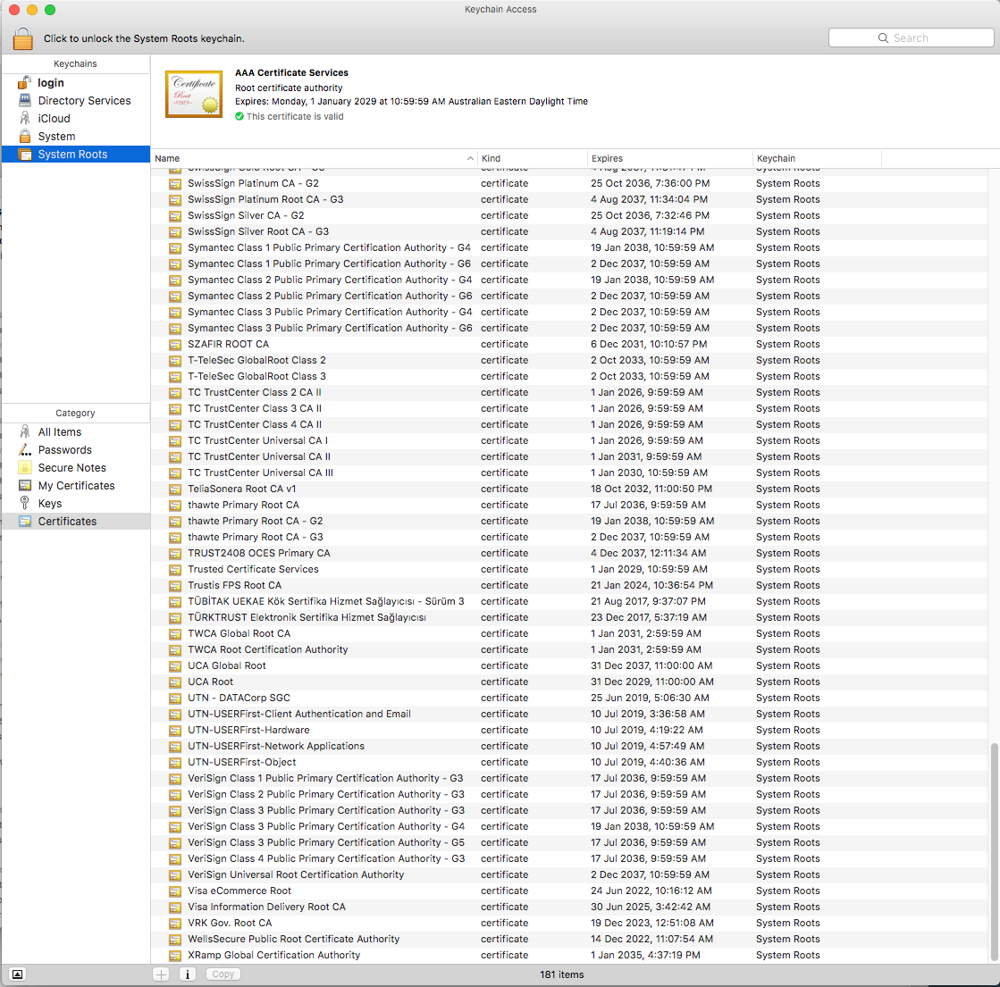 Keychain Access
Click to unlock the System Roots keychain.
Search
Keychains
login
Directory Services
iCloud
System
System Roots
Certificate
Root
AAA Certificate Services
Root certificate authority
Expires: Monday, 1 January 2029 at 10:59:59 AM Australian Eastern Daylight Time
This certificate is valid
Name Kind Expires Keychain
SwissSign Platinum CA - G2 certificate 25 Oct 2036, 7:36:00 PM System Roots
SwissSign Platinum Root CA - G3 certificate 4 Aug 2037, 11:34:04 PM System Roots
SwissSign Silver CA - G2 certificate 25 Oct 2036, 7:32:46 PM System Roots
SwissSign Silver Root CA - G3 certificate 4 Aug 2037, 11:19:14 PM System Roots
Symantec Class 1 Public Primary Certification Authority - G4 certificate 19 Jan 2038, 10:59:59 AM System Roots
Symantec Class 1 Public Primary Certification Authority - G6 certificate 2 Dec 2037, 10:59:59 AM System Roots
Symantec Class 2 Public Primary Certification Authority - G4 certificate 19 Jan 2038, 10:59:59 AM System Roots
Symantec Class 2 Public Primary Certification Authority - G6 certificate 2 Dec 2037, 10:59:59 AM System Roots
Symantec Class 3 Public Primary Certification Authority - G4 certificate 2 Dec 2037, 10:59:59 AM System Roots
Symantec Class 3 Public Primary Certification Authority - G6 certificate 2 Dec 2037, 10:59:59 AM System Roots
SZAFIR ROOT CA certificate 6 Dec 2031, 10:10:57 PM System Roots
T-TeleSec GlobalRoot Class 2 certificate 2 Oct 2033, 10:59:59 AM System Roots
T-TeleSec GlobalRoot Class 3 certificate 2 Oct 2033, 10:59:59 AM System Roots
TC TrustCenter Class 2 CA II certificate 1 Jan 2026, 9:59:59 AM System Roots
TC TrustCenter Class 3 CA II certificate 1 Jan 2026, 9:59:59 AM System Roots
TC TrustCenter Class 4 CA II certificate 1 Jan 2026, 9:59:59 AM System Roots
TC TrustCenter Universal CA I certificate 1 Jan 2026, 9:59:59 AM System Roots
TC TrustCenter Universal CA II certificate 1 Jan 2031, 9:59:59 AM System Roots
TC TrustCenter Universal CA III certificate 1 Jan 2030, 10:59:59 AM System Roots
TeliaSonera Root CA v1 certificate 18 Oct 2032, 11:00:50 PM System Roots
thawte Primary Root CA certificate 17 Jul 2036, 9:59:59 AM System Roots
thawte Primary Root CA - G2 certificate 19 Jan 2038, 10:59:59 AM System Roots
thawte Primary Root CA - G3 certificate 2 Dec 2037, 10:59:59 AM System Roots
TRUST2408 OCES Primary CA certificate 4 Dec 2037, 12:11:34 AM System Roots
Trusted Certificate Services certificate 1 Jan 2029, 10:59:59 AM System Roots
Trustis FPS Root CA certificate 21 Jan 2024, 10:36:54 PM System Roots
TÜBİTAK UEKAE Kök Sertifika Hizmet Sağlayıcısı - Sürüm 3 certificate 21 Aug 2017, 9:37:07 PM System Roots
TÜRKTRUST Elektronik Sertifika Hizmet Sağlayıcısı certificate 23 Dec 2017, 5:37:19 AM System Roots
TWCA Global Root CA certificate 1 Jan 2031, 2:59:59 AM System Roots
TWCA Root Certification Authority certificate 1 Jan 2031, 2:59:59 AM System Roots
UCA Global Root certificate 31 Dec 2037, 11:00:00 AM System Roots
UCA Root certificate 31 Dec 2029, 11:00:00 AM System Roots
UTN - DATACorp SGC certificate 25 Jun 2019, 5:06:30 AM System Roots
UTN-USERFirst-Client Authentication and Email certificate 10 Jul 2019, 3:36:58 AM System Roots
UTN-USERFirst-Hardware certificate 10 Jul 2019, 4:19:22 AM System Roots
UTN-USERFirst-Network Applications certificate 10 Jul 2019, 4:57:49 AM System Roots
UTN-USERFirst-Object certificate 10 Jul 2019, 4:40:36 AM System Roots
VeriSign Class 1 Public Primary Certification Authority - G3 certificate 17 Jul 2036, 9:59:59 AM System Roots
VeriSign Class 2 Public Primary Certification Authority - G3 certificate 17 Jul 2036, 9:59:59 AM System Roots
VeriSign Class 3 Public Primary Certification Authority - G3 certificate 17 Jul 2036, 9:59:59 AM System Roots
VeriSign Class 3 Public Primary Certification Authority - G4 certificate 19 Jan 2038, 10:59:59 AM System Roots
VeriSign Class 3 Public Primary Certification Authority - G5 certificate 17 Jul 2036, 9:59:59 AM System Roots
VeriSign Class 4 Public Primary Certification Authority - G3 certificate 17 Jul 2036, 9:59:59 AM System Roots
VeriSign Universal Root Certification Authority certificate 2 Dec 2037, 10:59:59 AM System Roots
Visa eCommerce Root certificate 24 Jun 2022, 10:16:12 AM System Roots
Visa Information Delivery Root CA certificate 30 Jun 2025, 3:42:42 AM System Roots
VRK Gov. Root CA certificate 19 Dec 2023, 12:51:08 AM System Roots
WellsSecure Public Root Certificate Authority certificate 14 Dec 2022, 11:07:54 AM System Roots
XRamp Global Certification Authority certificate 1 Jan 2035, 4:37:19 PM System Roots
Category
All Items
Passwords
Secure Notes
My Certificates
Keys
Certificates
Copy
181 items